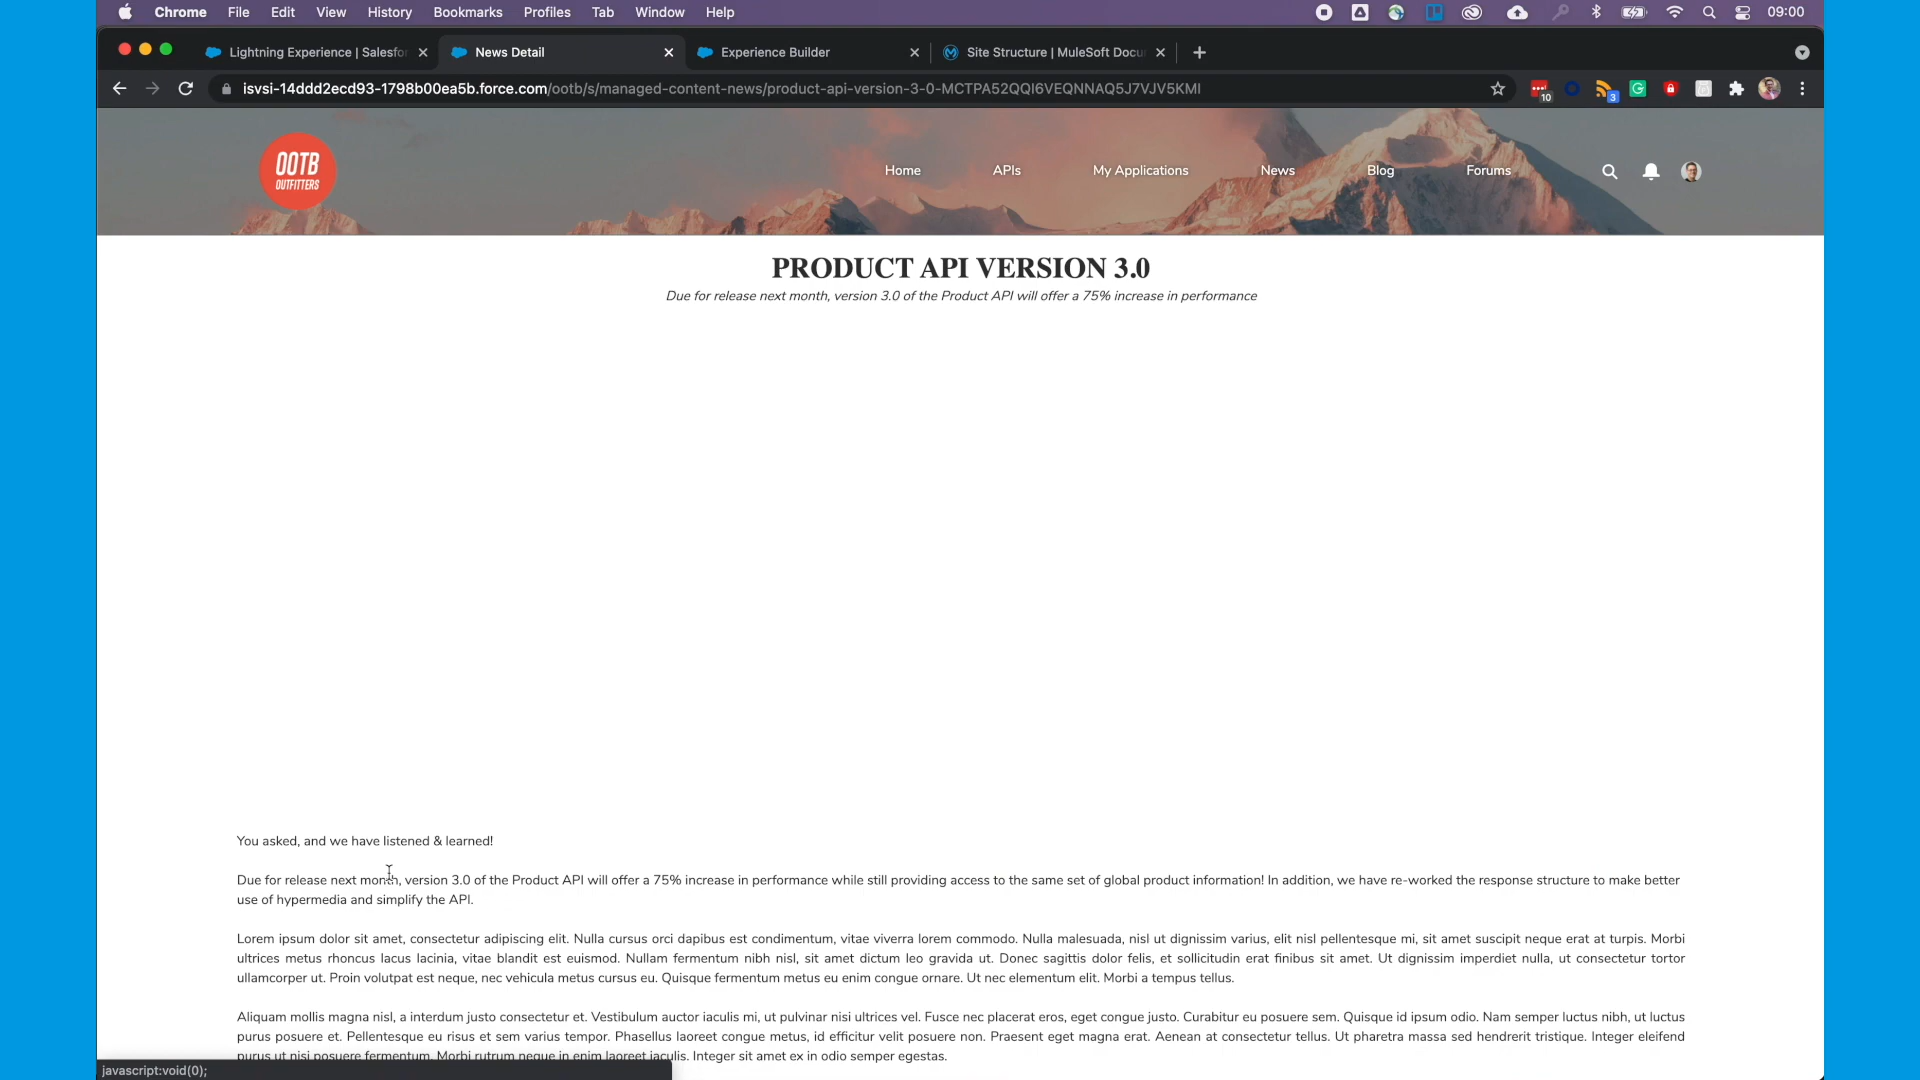 Chrome File Edit View History Bookmarks Profiles Tab Window Help 09:00
Lightning Experience | Salesfor News Detail Experience Builder Site Structure | MuleSoft Docu
isvsi-14ddd2ecd93-1798b00ea5b.force.com/ootb/s/managed-content-news/product-api-version-3-0-MCTPA52QQI6VEQNNAQ5J7VJV5KMI 10 3
OOTB
OUTFITTERS
Home APIs My Applications News Blog Forums
PRODUCT API VERSION 3.0
Due for release next month, version 3.0 of the Product API will offer a 75% increase in performance
You asked, and we have listened & learned!
Due for release next month, version 3.0 of the Product API will offer a 75% increase in performance while still providing access to the same set of global product information! In addition, we have re-worked the response structure to make better
use of hypermedia and simplify the API.
Lorem ipsum dolor sit amet, consectetur adipiscing elit. Nulla cursus orci dapibus est condimentum, vitae viverra lorem commodo. Nulla malesuada, nisl ut dignissim varius, elit nisl pellentesque mi, sit amet suscipit neque erat at turpis. Morbi
ultrices metus rhoncus lacus lacinia, vitae blandit est euismod. Nullam fermentum nibh nisl, sit amet dictum leo gravida ut. Donec sagittis dolor felis, et sollicitudin erat finibus sit amet. Ut dignissim imperdiet nulla, ut consectetur tortor
ullamcorper ut. Proin volutpat est neque, nec vehicula metus cursus eu. Quisque fermentum metus eu enim congue ornare. Ut nec elementum elit. Morbi a tempus tellus.
Aliquam mollis magna nisl, a interdum justo consectetur et. Vestibulum auctor iaculis mi, ut pulvinar nisi ultrices vel. Fusce nec placerat eros, eget congue justo. Curabitur eu posuere sem. Quisque id ipsum odio. Nam semper luctus nibh, ut luctus
purus posuere et. Pellentesque eu risus et sem varius tempor. Phasellus laoreet congue metus, id efficitur velit posuere non. Praesent eget magna erat. Aenean at consectetur tellus. Ut pharetra massa sed hendrerit tristique. Integer eleifend
purus ut nisi posuere fermentum. Morbi rutrum neque in enim laoreet iaculis. Integer sit amet ex in odio semper egestas.
javascript:void(0);